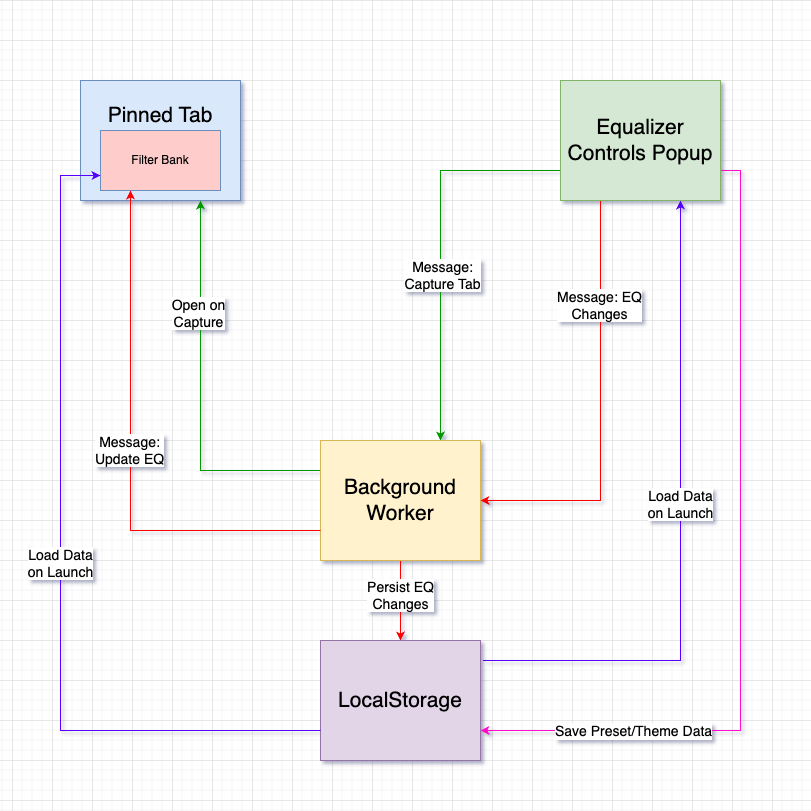 Pinned Tab
Filter Bank
Equalizer
Controls Popup
Message:
Capture Tab
Message: EQ
Changes
Open on
Capture
Message:
Update EQ
Background
Worker
Load Data
on Launch
Load Data
on Launch
Persist EQ
Changes
LocalStorage
Save Preset/Theme Data